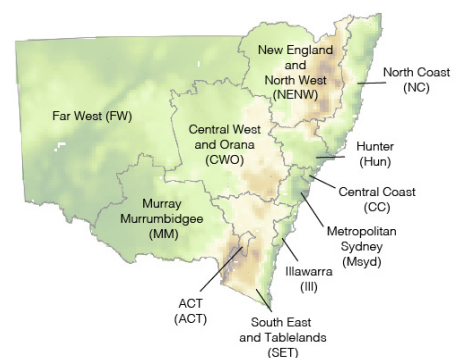 New England
and
North West
(NENW)
North Coast
(NC)
Far West (FW)
Central West
and Orana
(CWO)
Hunter
(Hun)
Central Coast
(CC)
Murray
Murrumbidgee
(MM)
Metropolitan
Sydney
(Msyd)
Illawarra
(Ill)
ACT
(ACT)
South East
and Tablelands
(SET)